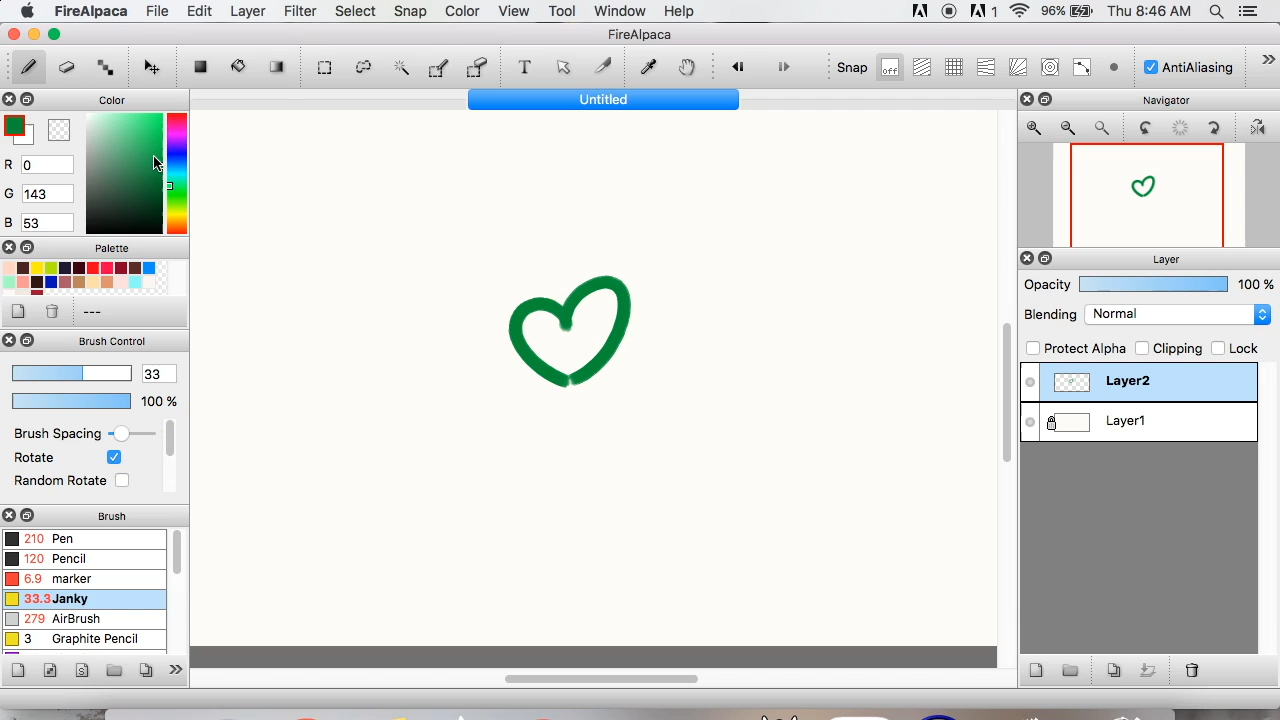 FireAlpaca File Edit Layer Filter Select Snap Color View Tool Window Help 1 96% Thu 8:46 AM
FireAlpaca
T Snap off AntiAliasing
Color
R 0
G 143
B 53
Palette
---
Brush Control
33
100 %
Brush Spacing
Rotate
Random Rotate
Brush
210 Pen
120 Pencil
6.9 marker
33.3 Janky
279 AirBrush
3 Graphite Pencil
Untitled
Navigator
Layer
Opacity 100 %
Blending Normal
Protect Alpha Clipping Lock
Layer2
Layer1